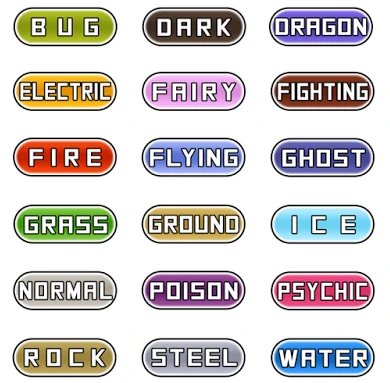 BUG DARK DRAGON
ELECTRIC FAIRY FIGHTING
FIRE FLYING GHOST
GRASS GROUND ICE
NORMAL POISON PSYCHIC
ROCK STEEL WATER